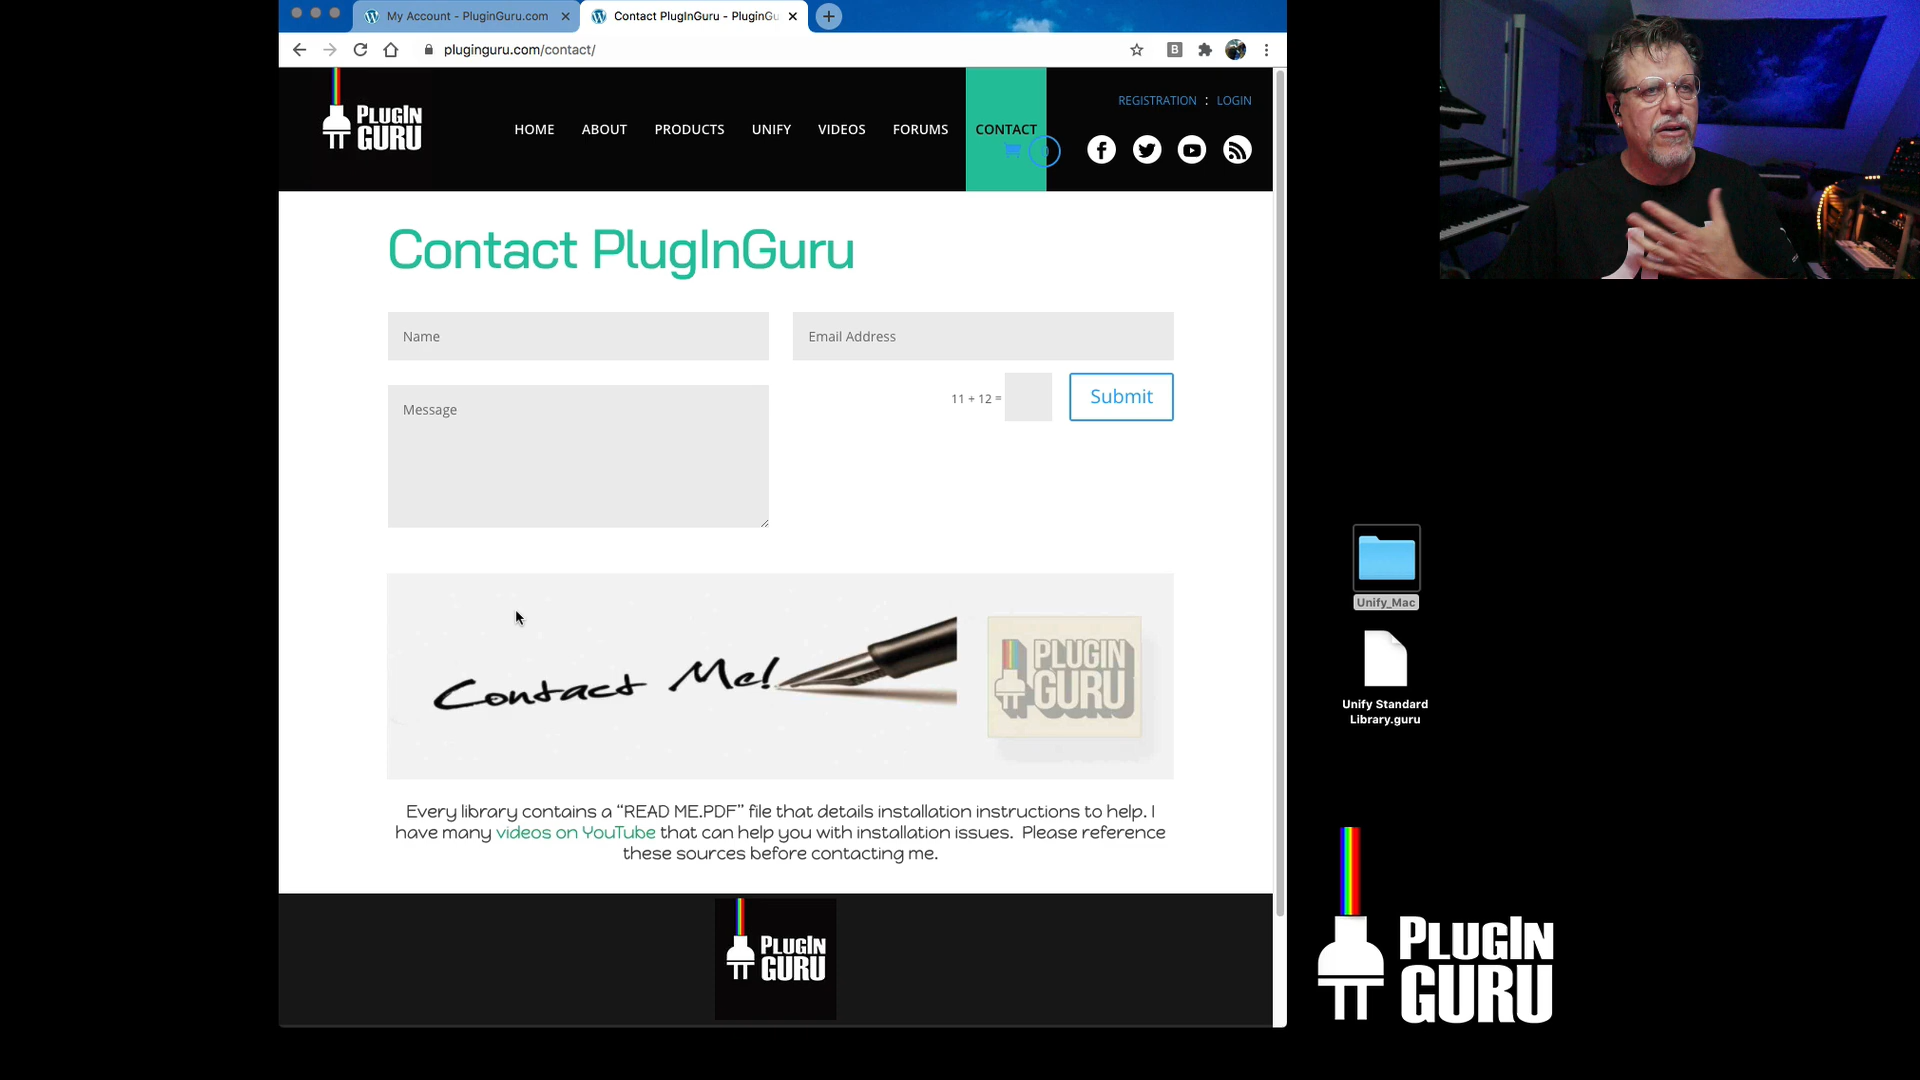 My Account - PluginGuru.com
Contact PlugInGuru - PluginGu
pluginguru.com/contact/
B
PLUGIN
GURU
HOME
ABOUT
PRODUCTS
UNIFY
VIDEOS
FORUMS
CONTACT
REGISTRATION : LOGIN
Contact PlugInGuru
Name
Email Address
Message
11 + 12 =
Submit
Contact Me!
PLUGIN
GURU
Every library contains a “READ ME.PDF” file that details installation instructions to help. I
have many videos on YouTube that can help you with installation issues. Please reference
these sources before contacting me.
PLUGIN
GURU
Unify_Mac
Unify Standard
Library.guru
PLUGIN
GURU